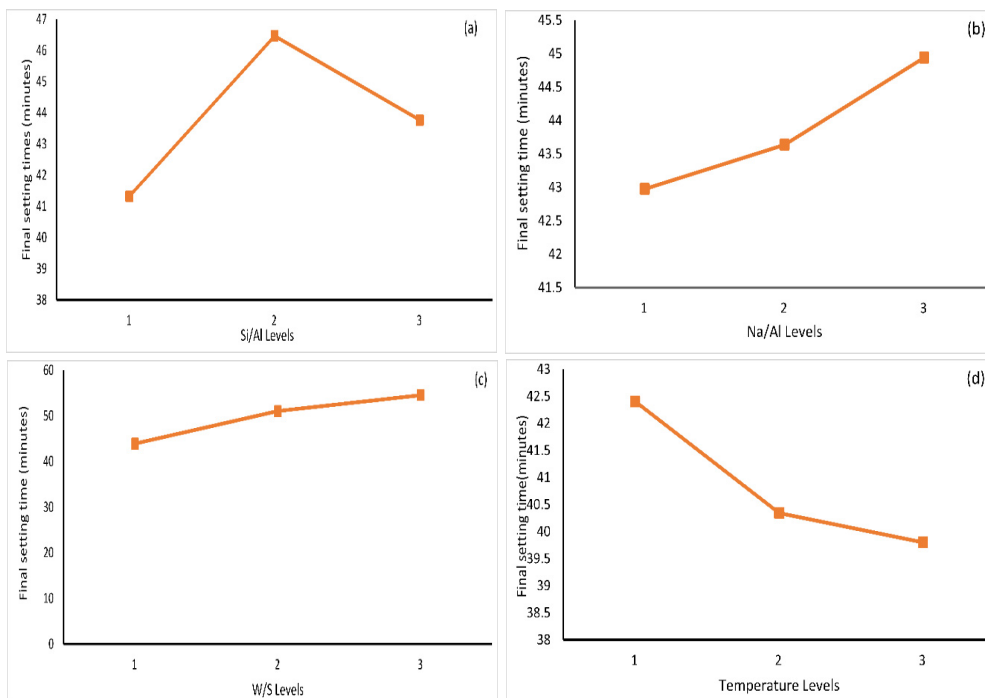 (a)
Final setting times (minutes)
47
46
45
44
43
42
41
40
39
38
1 2 3
Si/Al Levels
(b)
Final setting time (minutes)
45.5
45
44.5
44
43.5
43
42.5
42
41.5
1 2 3
Na/Al Levels
(c)
Final setting time (minutes)
60
50
40
30
20
10
0
1 2 3
W/S Levels
(d)
Final setting time(minutes)
43
42.5
42
41.5
41
40.5
40
39.5
39
38.5
38
1 2 3
Temperature Levels